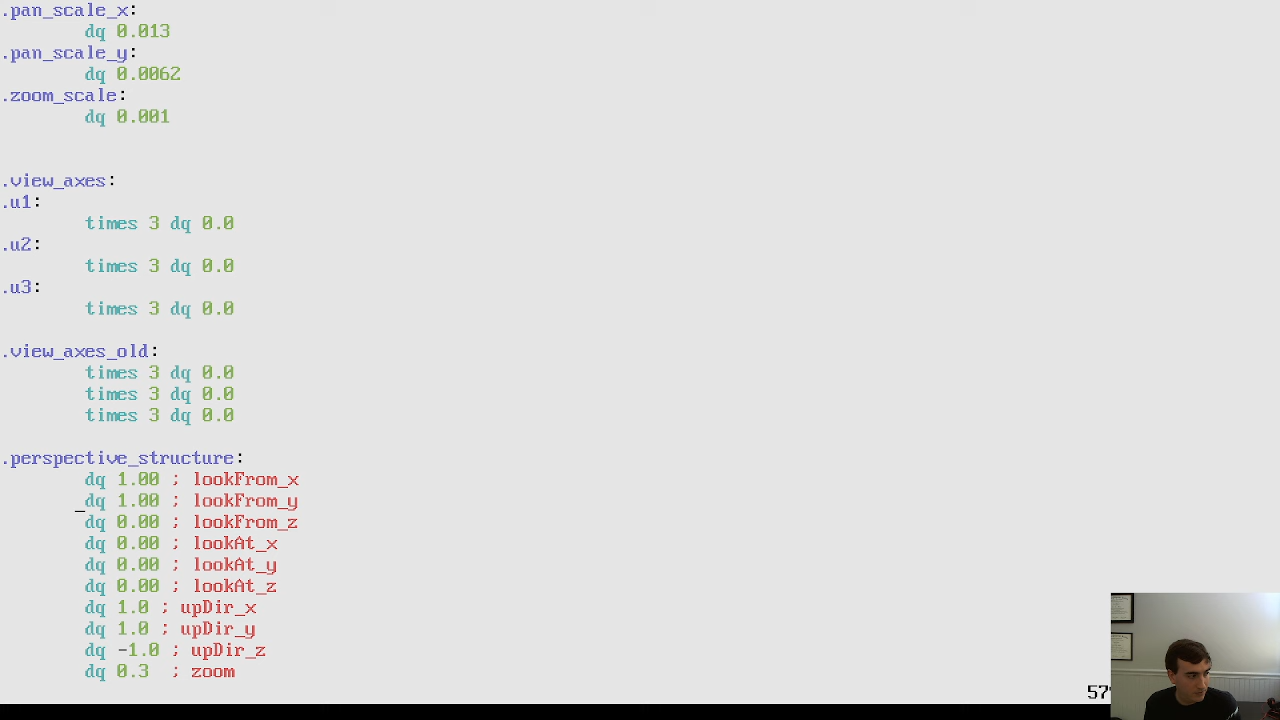 .pan_scale_x:
dq 0.013
.pan_scale_y:
dq 0.0062
.zoom_scale:
dq 0.001
.view_axes:
.u1:
times 3 dq 0.0
.u2:
times 3 dq 0.0
.u3:
times 3 dq 0.0
.view_axes_old:
times 3 dq 0.0
times 3 dq 0.0
times 3 dq 0.0
.perspective_structure:
dq 1.00 ; lookFrom_x
dq 1.00 ; lookFrom_y
dq 0.00 ; lookFrom_z
dq 0.00 ; lookAt_x
dq 0.00 ; lookAt_y
dq 0.00 ; lookAt_z
dq 1.0 ; upDir_x
dq 1.0 ; upDir_y
dq -1.0 ; upDir_z
dq 0.3  ; zoom